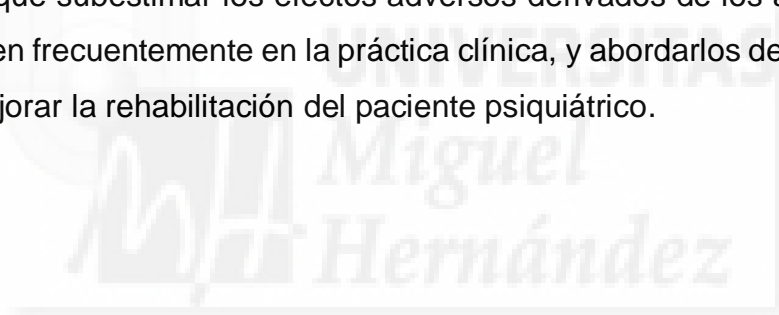 que subestimar los efectos adversos derivados de los
en frecuentemente en la práctica clínica, y abordarlos de
jorar la rehabilitación del paciente psiquiátrico.
UNIVERSITAS
Miguel
Hernández